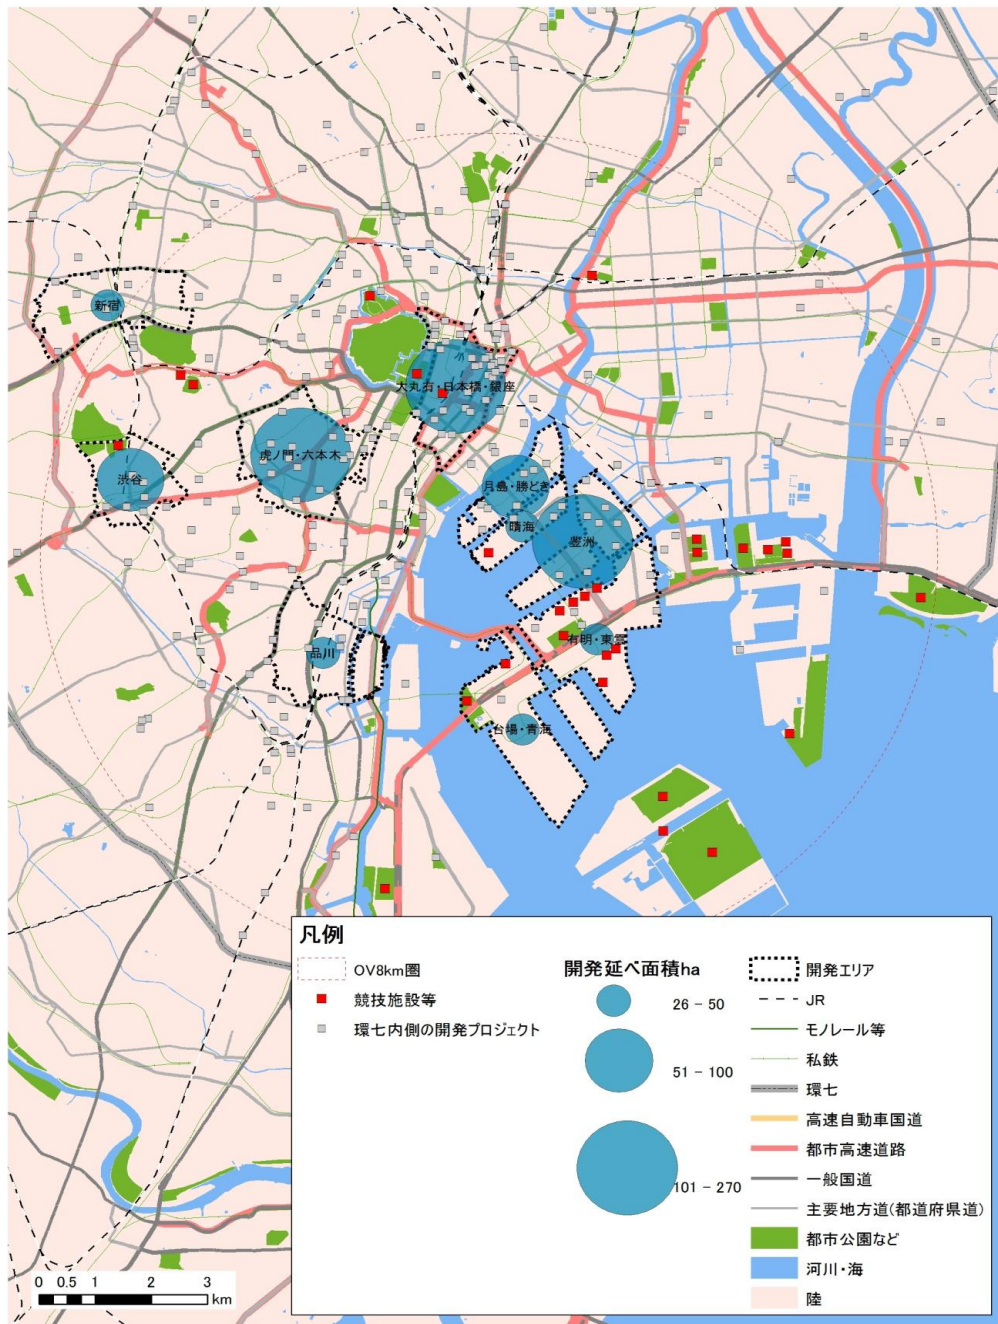 新宿
大丸有・日本橋・銀座
虎ノ門・六本木
渋谷
月島・勝どき
晴海
豊洲
有明・東雲
品川
台場・青海
凡例
OV8km圏
競技施設等
環七内側の開発プロジェクト
開発延べ面積ha
26 - 50
51 - 100
101 - 270
開発エリア
JR
モノレール等
私鉄
環七
高速自動車国道
都市高速道路
一般国道
主要地方道(都道府県道)
都市公園など
河川・海
陸
0 0.5 1 2 3
km